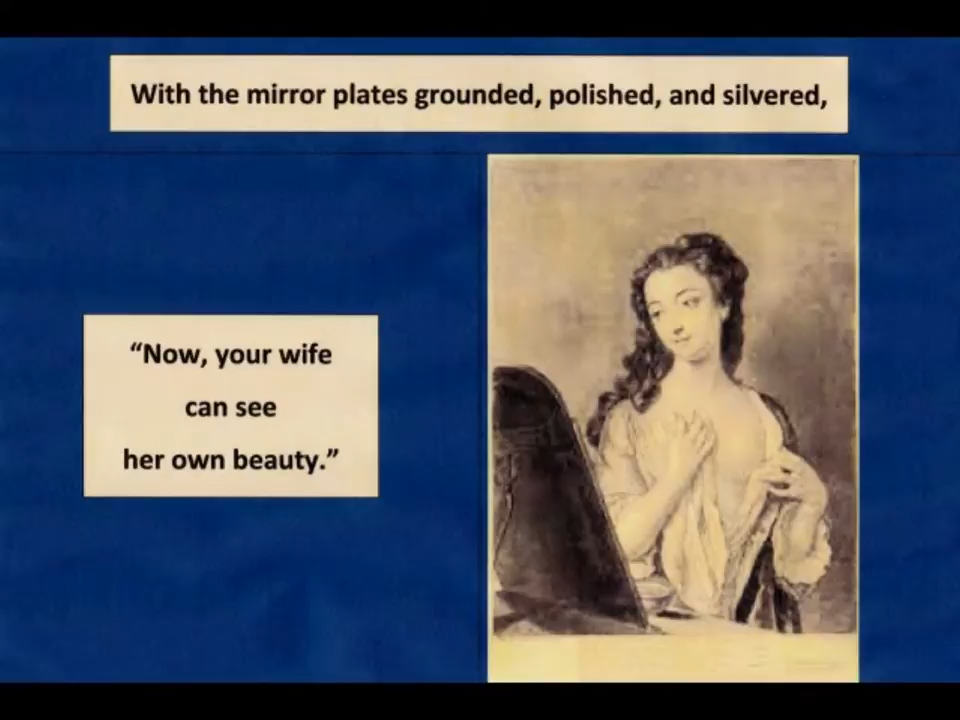 With the mirror plates grounded, polished, and silvered,
“Now, your wife
can see
her own beauty.”